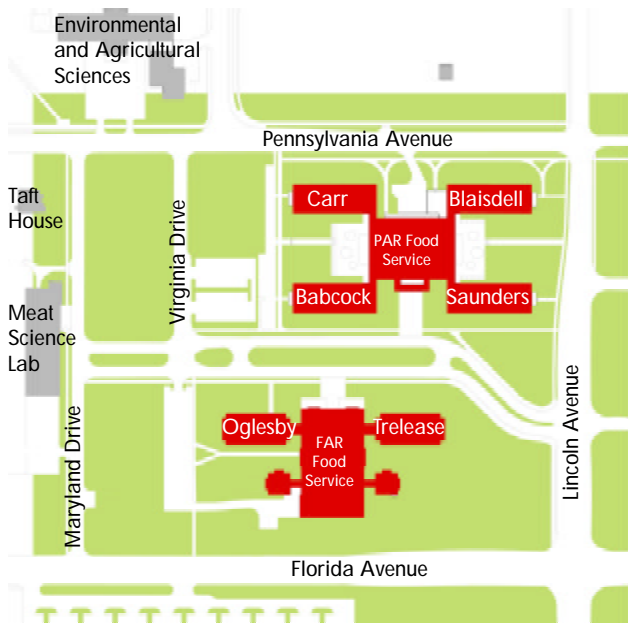 Environmental
and Agricultural
Sciences
Pennsylvania Avenue
Taft
House
Carr
Blaisdell
Virginia Drive
PAR Food
Service
Babcock
Saunders
Meat
Science
Lab
Lincoln Avenue
Oglesby
Trelease
FAR
Food
Service
Maryland Drive
Florida Avenue